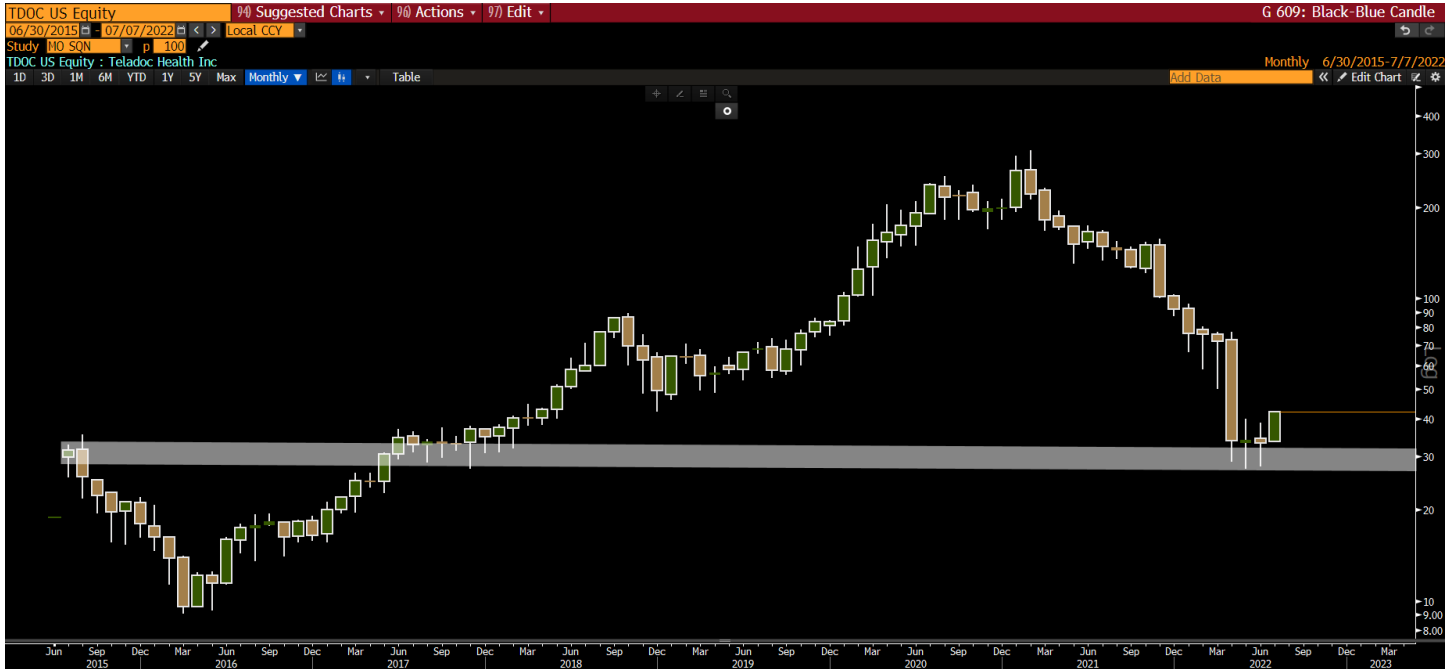 TDOC US Equity 94) Suggested Charts 96) Actions 97) Edit G 609: Black-Blue Candle
06/30/2015 - 07/07/2022 < > Local CCY
Study MO SQN p 100
TDOC US Equity : Teladoc Health Inc Monthly 6/30/2015-7/7/2022
1D 3D 1M 6M YTD 1Y 5Y Max Monthly ▼ Table Add Data « Edit Chart
400
300
200
100
90
80
70
60
50
40
30
20
10
9.00
8.00
Log
Jun Sep Dec Mar Jun Sep Dec Mar Jun Sep Dec Mar Jun Sep Dec Mar Jun Sep Dec Mar Jun Sep Dec Mar Jun Sep Dec Mar Jun Sep Dec Mar
2015 2016 2017 2018 2019 2020 2021 2022 2023